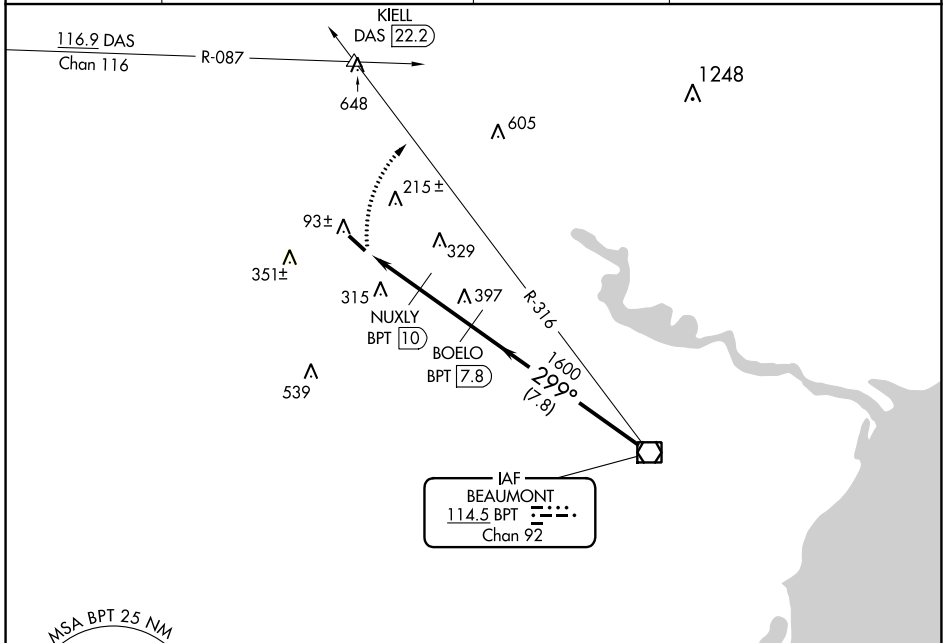 KIELL
DAS 22.2
116.9 DAS
Chan 116
R-087
648
1248
605
215±
93±
329
351±
315
397
NUXLY
BPT 10
R-316
BOELO
BPT 7.8
1600
299°
(7.8)
539
IAF
BEAUMONT
114.5 BPT
Chan 92
MSA BPT 25 NM